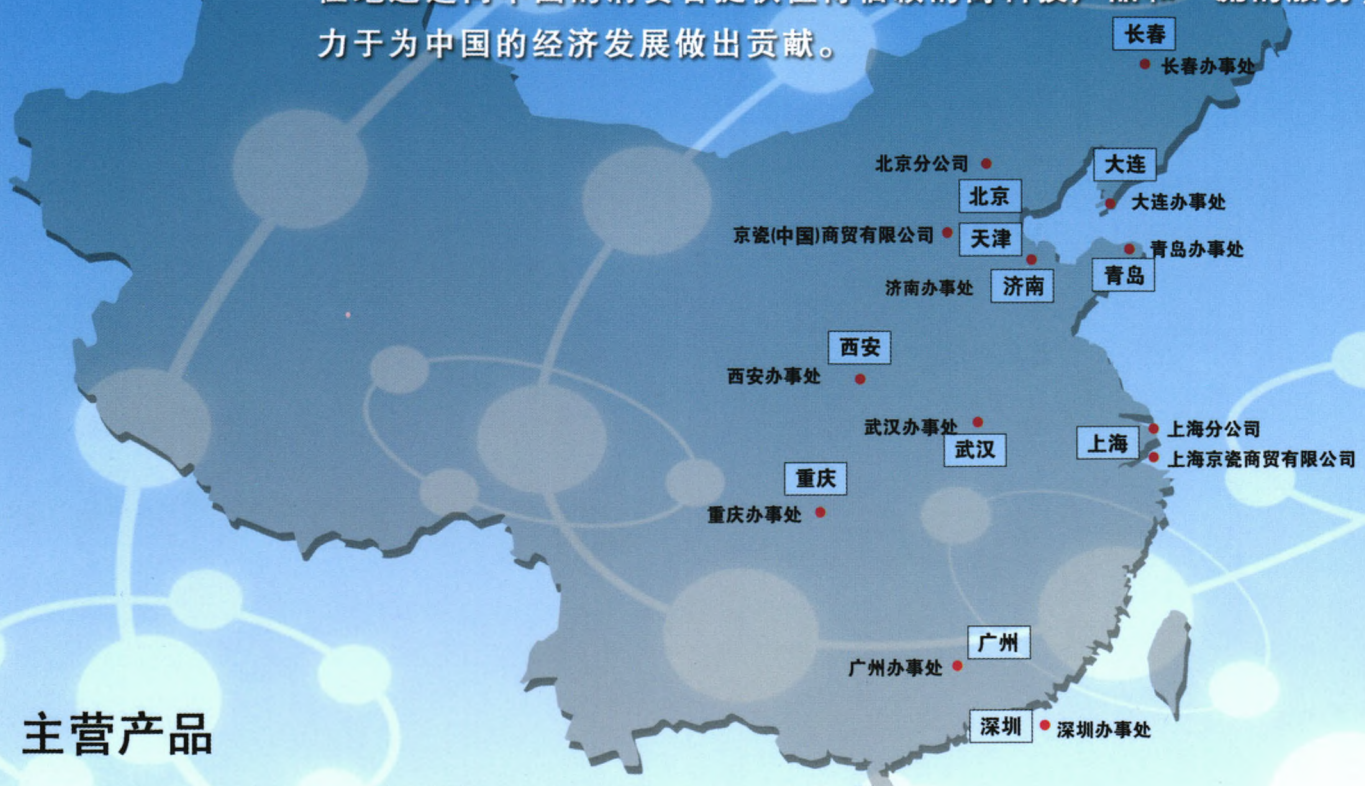 力于为中国的经济发展做出贡献。
长春
长春办事处
北京分公司
大连
北京
大连办事处
京瓷(中国)商贸有限公司
天津
青岛办事处
济南办事处
济南
青岛
西安
西安办事处
武汉办事处
武汉
上海
上海分公司
上海京瓷商贸有限公司
重庆
重庆办事处
广州
广州办事处
深圳
深圳办事处
主营产品